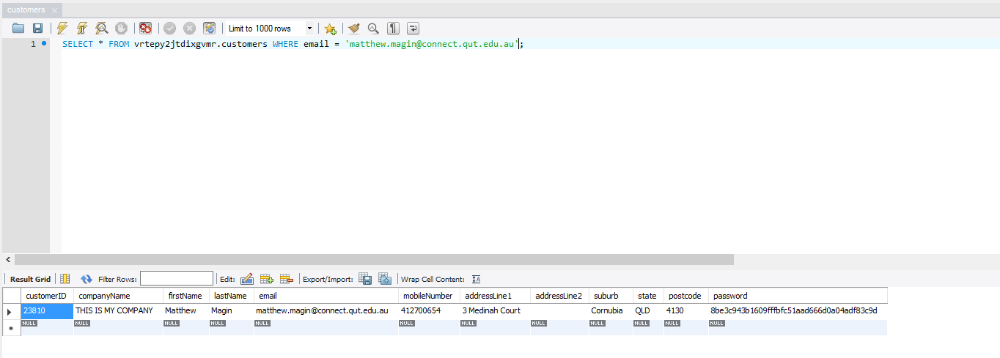 customers
Limit to 1000 rows
1 SELECT * FROM vrtepy2jtdixgvmr.customers WHERE email = 'matthew.magin@connect.qut.edu.au';
Result Grid Filter Rows: Edit: Export/Import: Wrap Cell Content:
customerID companyName firstName lastName email mobileNumber addressLine1 addressLine2 suburb state postcode password
23810 THIS IS MY COMPANY Matthew Magin matthew.magin@connect.qut.edu.au 412700654 3 Medinah Court Cornubia QLD 4130 8be3c943b1609fffbfc51aad666d0a04adf83c9d
NULL NULL NULL NULL NULL NULL NULL NULL NULL NULL NULL NULL